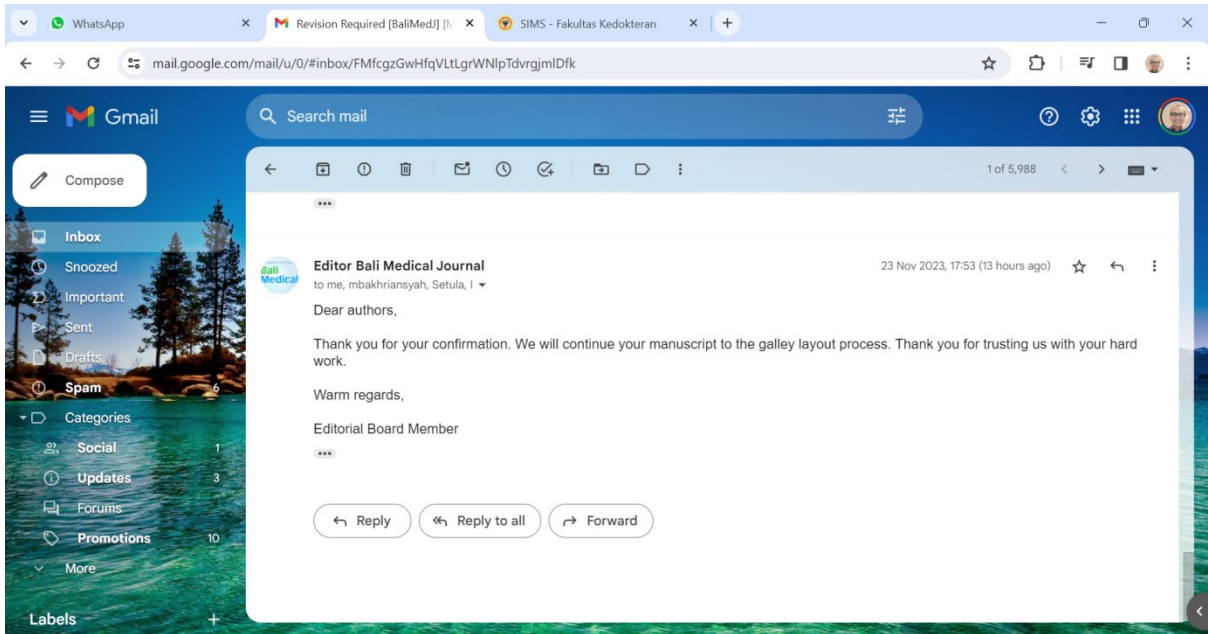 WhatsApp
Revision Required [BaliMedJ] [M
SIMS - Fakultas Kedokteran
mail.google.com/mail/u/0/#inbox/FMfcgzGwHfqVLtLgrWNlpTdvrgjmlDfk
Gmail
Search mail
Compose
1 of 5,988
Inbox
Snoozed
Important
Sent
Drafts
Spam 6
Categories
Social 1
Updates 3
Forums
Promotions 10
More
Labels
Bali
Medical
Editor Bali Medical Journal
23 Nov 2023, 17:53 (13 hours ago)
to me, mbakhriansyah, Setula, I
Dear authors,
Thank you for your confirmation. We will continue your manuscript to the galley layout process. Thank you for trusting us with your hard
work.
Warm regards,
Editorial Board Member
Reply
Reply to all
Forward